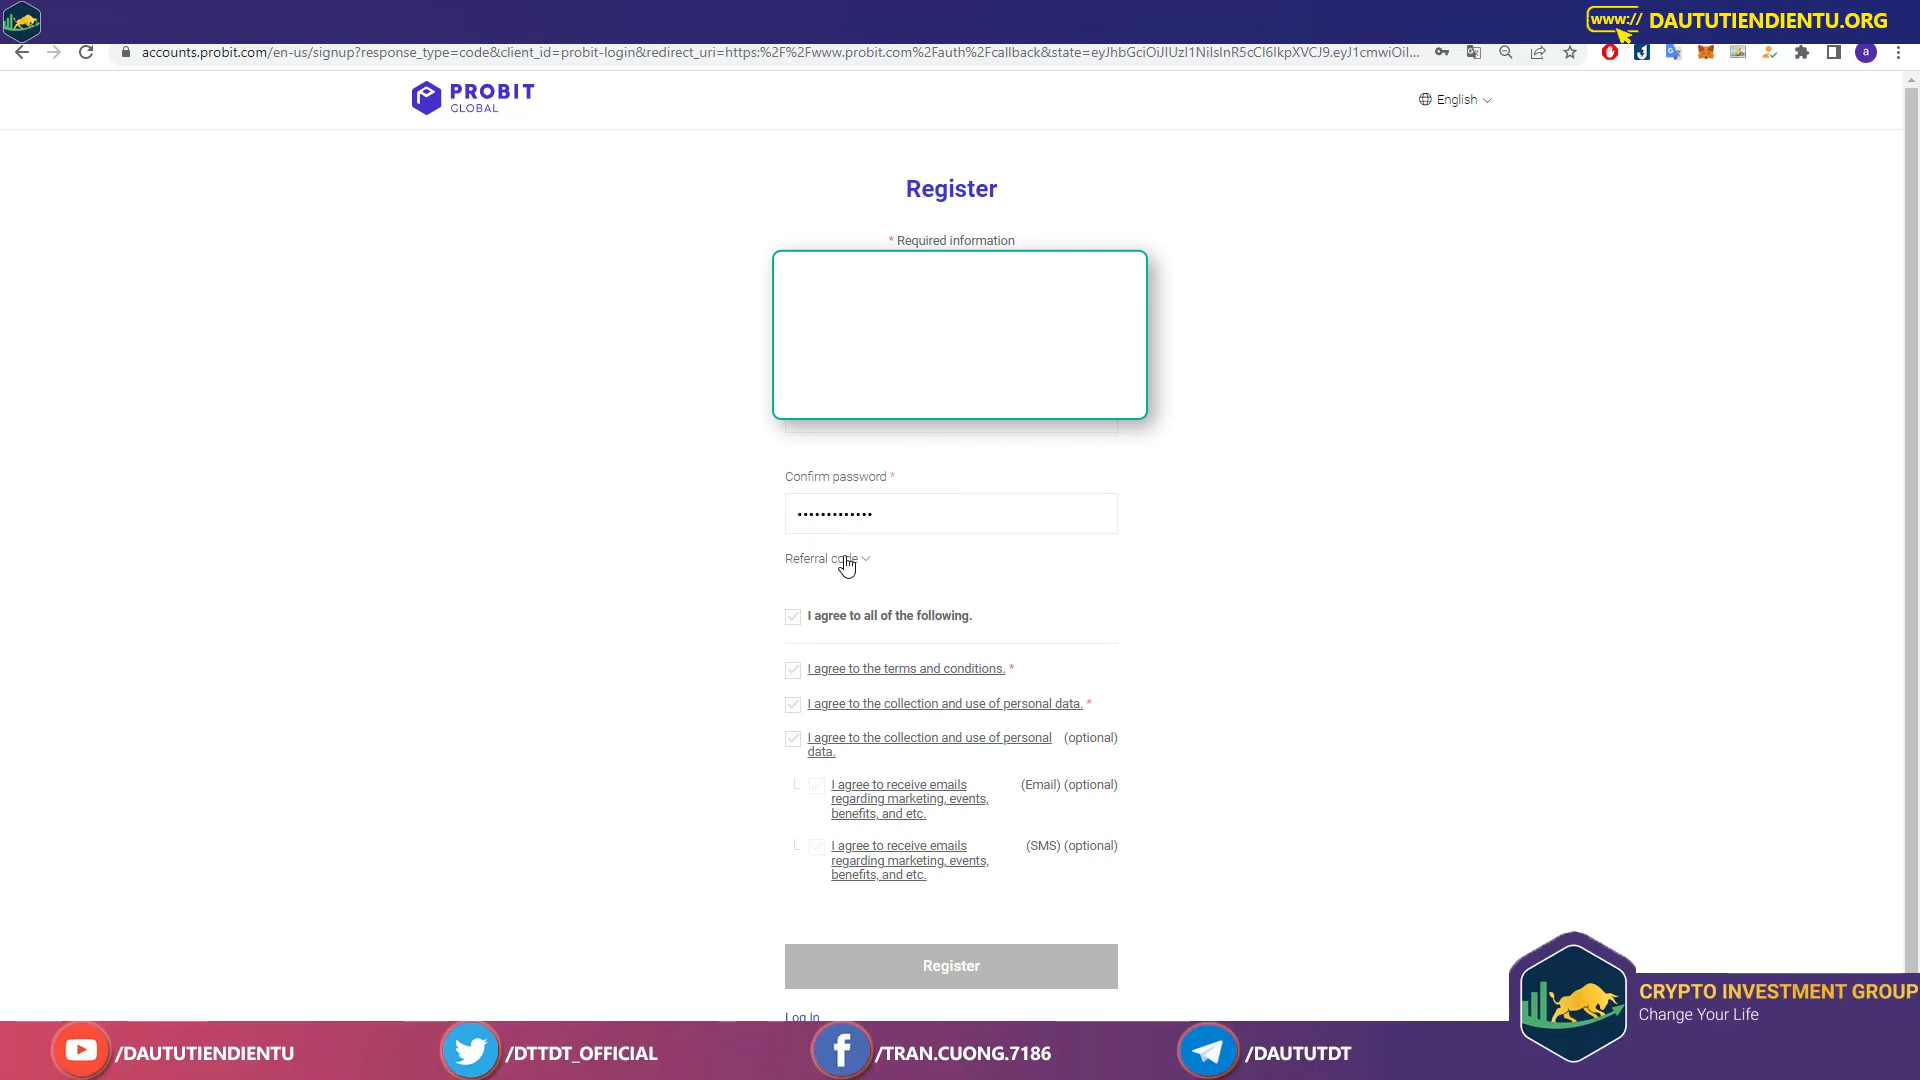 www:// DAUTUTIENDIENTU.ORG
accounts.probit.com/en-us/signup?response_type=code&client_id=probit-login&redirect_uri=https:%2F%2Fwww.probit.com%2Fauth%2Fcallback&state=eyJhbGciOiJIUzI1NiIsInR5cCI6IkpXVCJ9.eyJ1cmwiOiI...
a
PROBIT
GLOBAL
English
Register
* Required information
Confirm password *
•••••••••••••
Referral code
I agree to all of the following.
I agree to the terms and conditions. *
I agree to the collection and use of personal data. *
I agree to the collection and use of personal (optional)
data.
I agree to receive emails (Email) (optional)
regarding marketing, events,
benefits, and etc.
I agree to receive emails (SMS) (optional)
regarding marketing, events,
benefits, and etc.
Register
Log In
CRYPTO INVESTMENT GROUP
Change Your Life
/DAUTUTIENDIENTU
/DTTDT_OFFICIAL
/TRAN.CUONG.7186
/DAUTUTDT